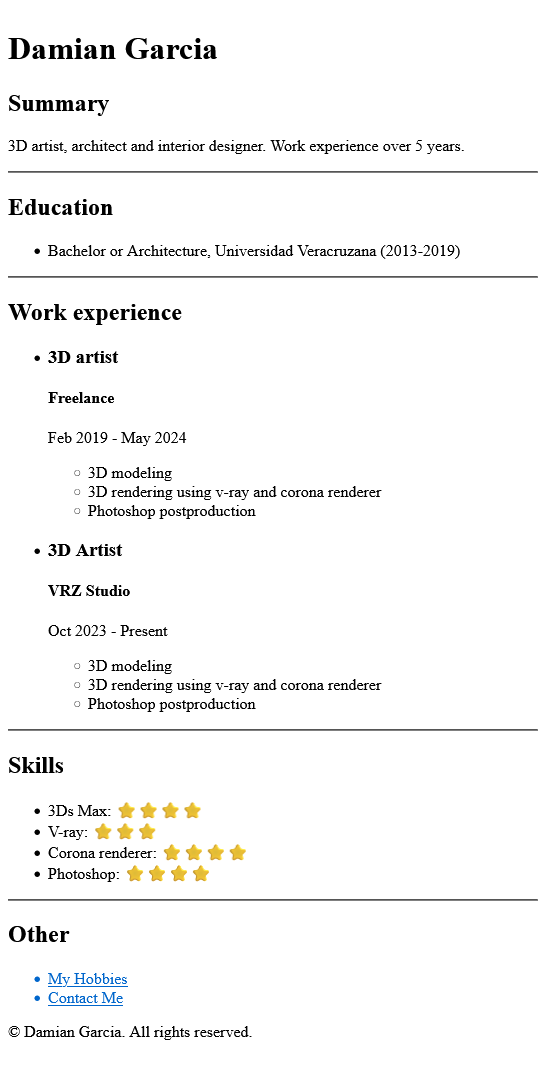 Damian Garcia
Summary
3D artist, architect and interior designer. Work experience over 5 years.
Education
Bachelor or Architecture, Universidad Veracruzana (2013-2019)
Work experience
3D artist
Freelance
Feb 2019 - May 2024
3D modeling
3D rendering using v-ray and corona renderer
Photoshop postproduction
3D Artist
VRZ Studio
Oct 2023 - Present
3D modeling
3D rendering using v-ray and corona renderer
Photoshop postproduction
Skills
3Ds Max: ⭐⭐⭐⭐
V-ray: ⭐⭐⭐
Corona renderer: ⭐⭐⭐⭐
Photoshop: ⭐⭐⭐⭐
Other
My Hobbies
Contact Me
© Damian Garcia. All rights reserved.